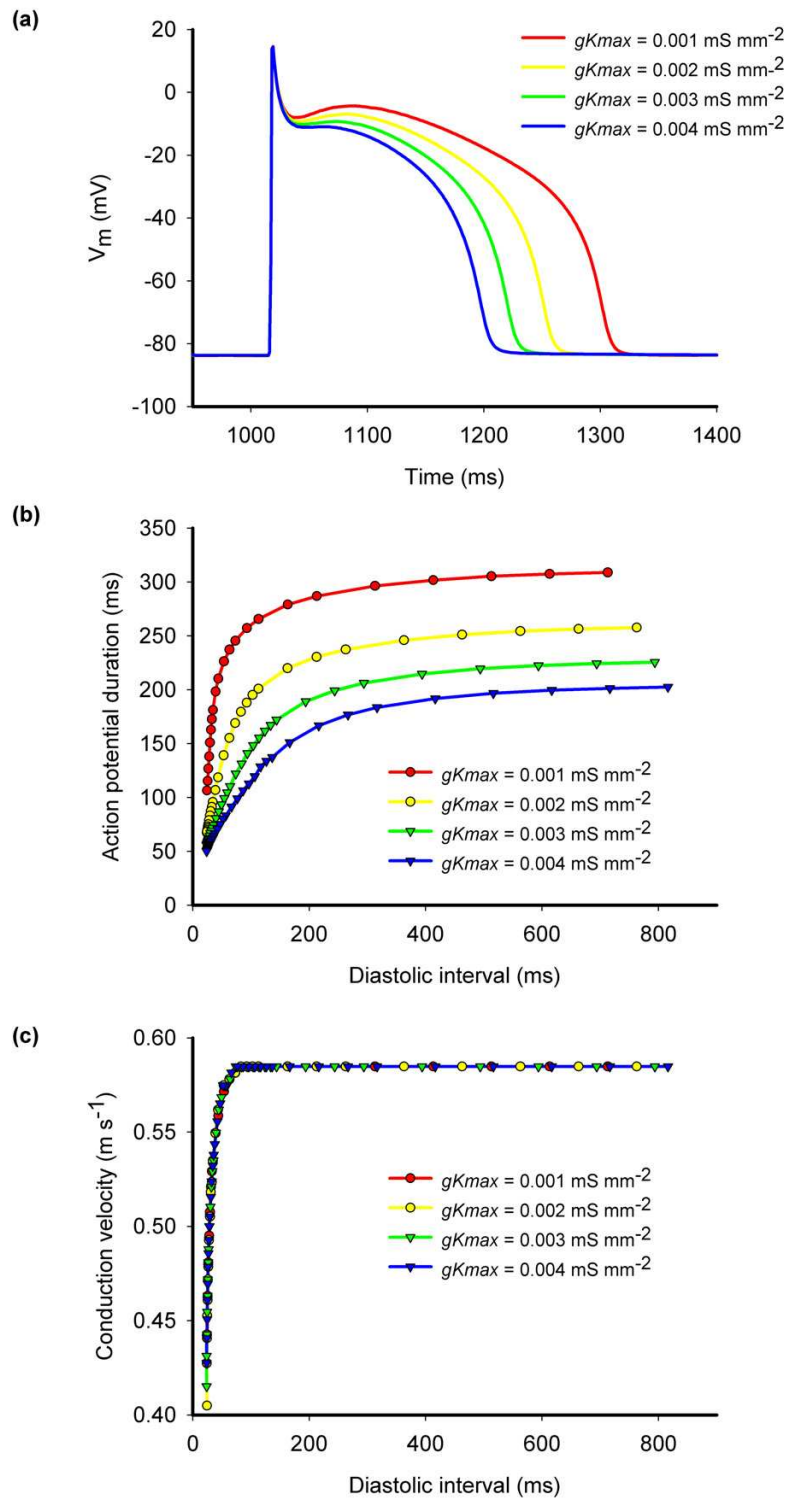 (a)
20
0
-20
-40
-60
-80
-100
V_m (mV)
1000 1100 1200 1300 1400
Time (ms)
gKmax = 0.001 mS mm^-2
gKmax = 0.002 mS mm^-2
gKmax = 0.003 mS mm^-2
gKmax = 0.004 mS mm^-2
(b)
350
300
250
200
150
100
50
0
Action potential duration (ms)
0 200 400 600 800
Diastolic interval (ms)
gKmax = 0.001 mS mm^-2
gKmax = 0.002 mS mm^-2
gKmax = 0.003 mS mm^-2
gKmax = 0.004 mS mm^-2
(c)
0.60
0.55
0.50
0.45
0.40
Conduction velocity (m s^-1)
0 200 400 600 800
Diastolic interval (ms)
gKmax = 0.001 mS mm^-2
gKmax = 0.002 mS mm^-2
gKmax = 0.003 mS mm^-2
gKmax = 0.004 mS mm^-2